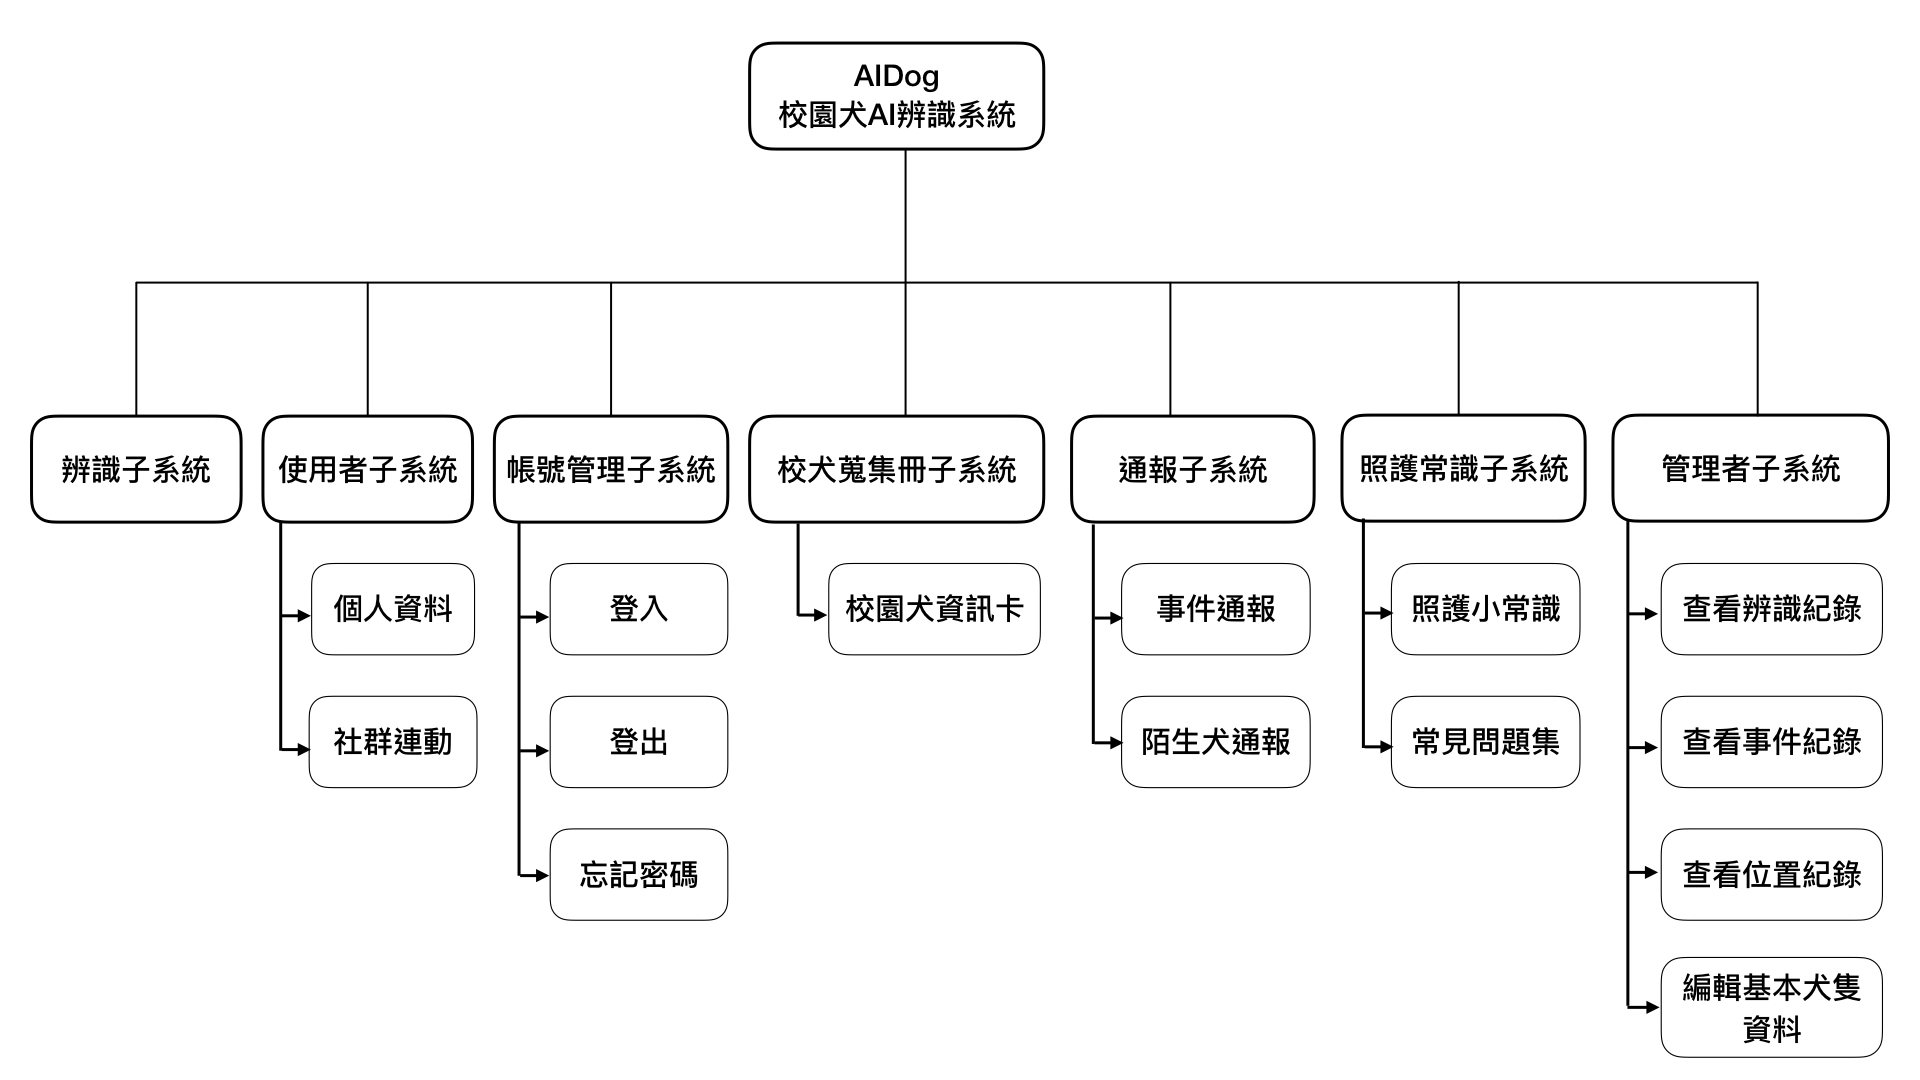 AIDog
校園犬AI辨識系統
辨識子系統
使用者子系統
帳號管理子系統
校犬蒐集冊子系統
通報子系統
照護常識子系統
管理者子系統
個人資料
登入
校園犬資訊卡
事件通報
照護小常識
查看辨識紀錄
社群連動
登出
陌生犬通報
常見問題集
查看事件紀錄
忘記密碼
查看位置紀錄
編輯基本犬隻
資料